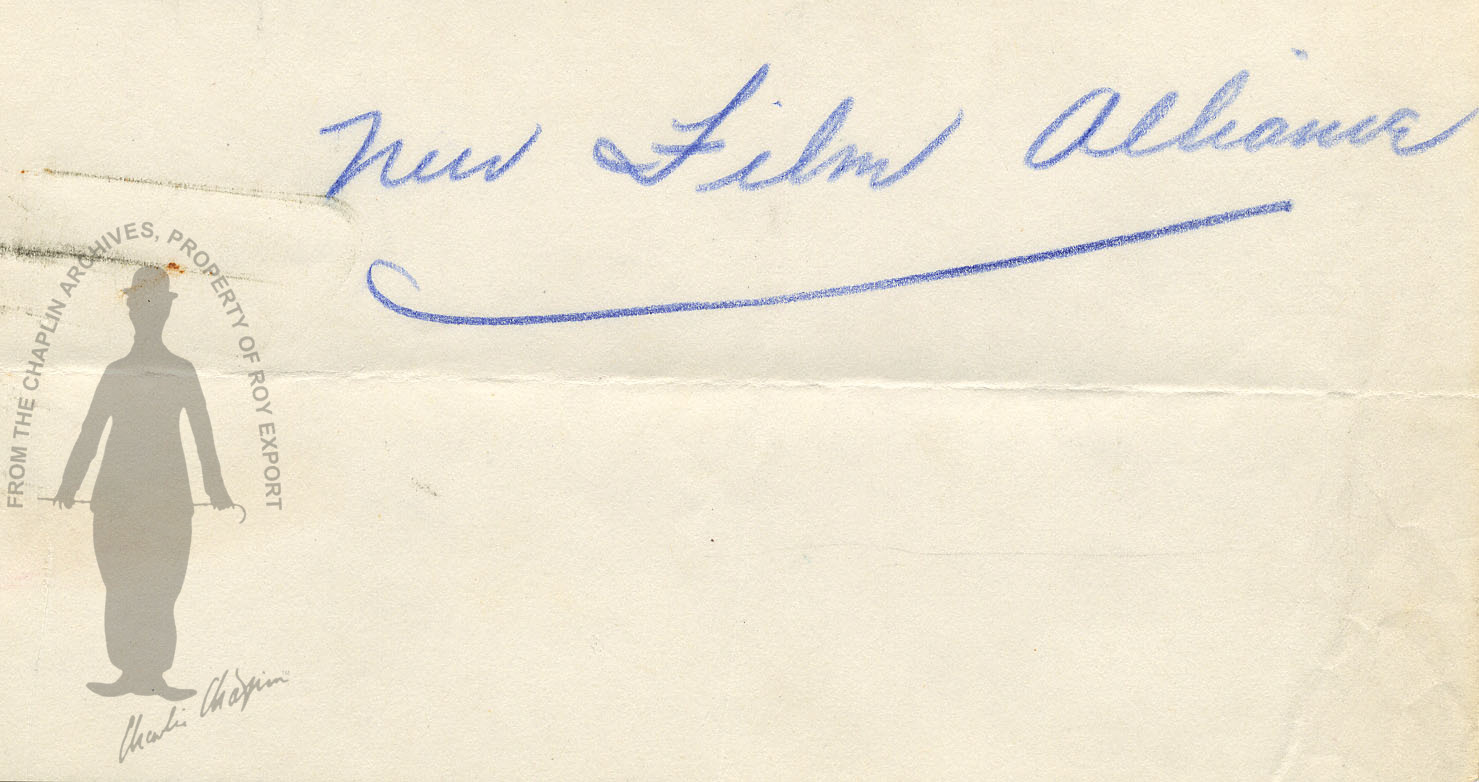 New Film Alliance
FROM THE CHAPLIN ARCHIVES, PROPERTY OF ROY EXPORT
Charlie Chaplin